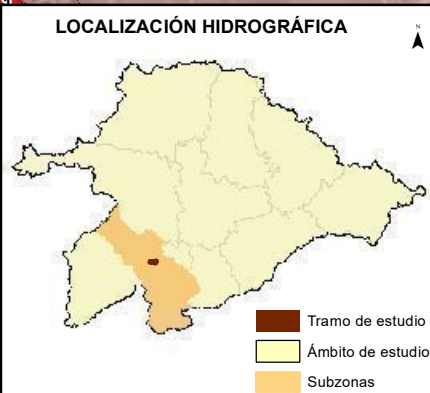 LOCALIZACIÓN HIDROGRÁFICA
N
Tramo de estudio
Ámbito de estudio
Subzonas